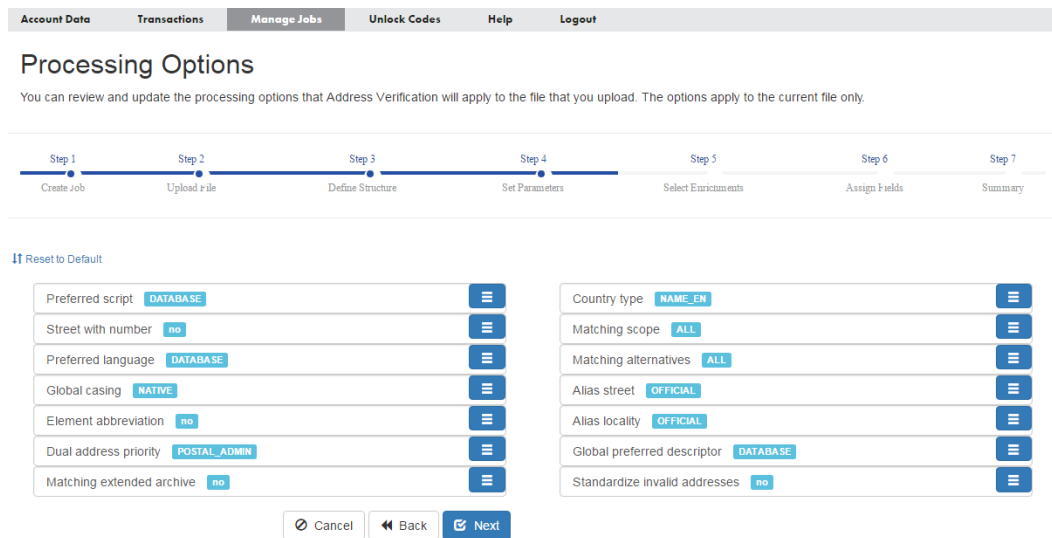 Account Data Transactions Manage Jobs Unlock Codes Help Logout
Processing Options
You can review and update the processing options that Address Verification will apply to the file that you upload. The options apply to the current file only.
Step 1 Step 2 Step 3 Step 4 Step 5 Step 6 Step 7
Create Job Upload File Define Structure Set Parameters Select Enrichments Assign Fields Summary
Reset to Default
Preferred script DATABASE
Street with number no
Preferred language DATABASE
Global casing NATIVE
Element abbreviation no
Dual address priority POSTAL_ADMIN
Matching extended archive no
Country type NAME_EN
Matching scope ALL
Matching alternatives ALL
Alias street OFFICIAL
Alias locality OFFICIAL
Global preferred descriptor DATABASE
Standardize invalid addresses no
Cancel Back Next